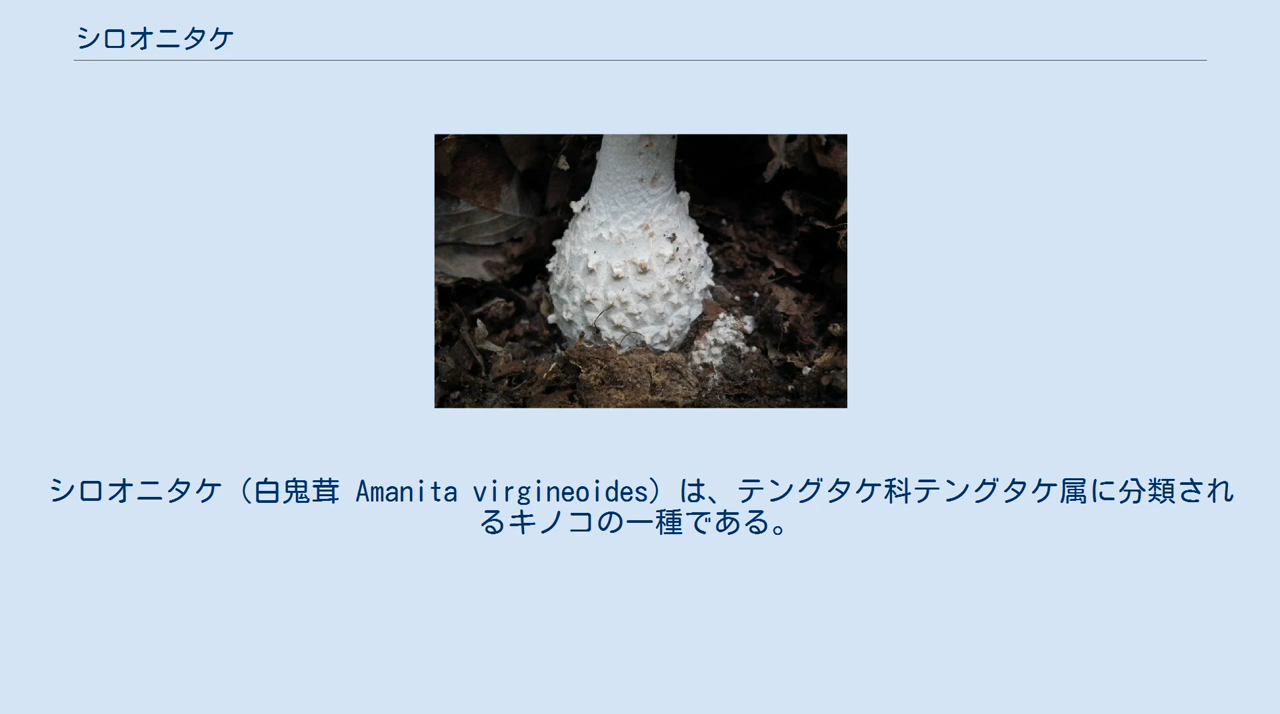 シロオニタケ
シロオニタケ（白鬼茸 Amanita virgineoides）は、テングタケ科テングタケ属に分類され
るキノコの一種である。